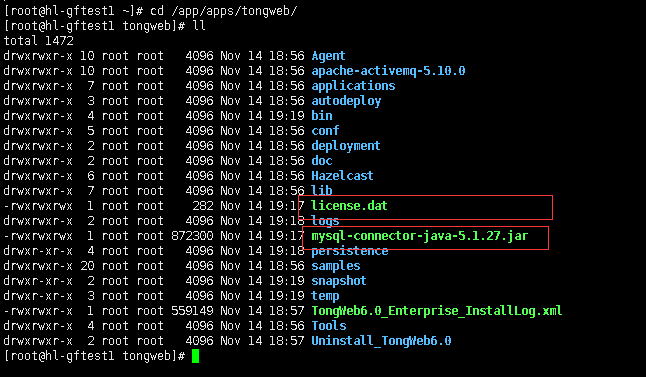 [root@hl-gftest1 ~]# cd /app/apps/tongweb/
[root@hl-gftest1 tongweb]# ll
total 1472
drwxrwxr-x 10 root root   4096 Nov 14 18:56 Agent
drwxrwxr-x 10 root root   4096 Nov 14 18:56 apache-activemq-5.10.0
drwxrwxr-x  7 root root   4096 Nov 14 18:56 applications
drwxrwxr-x  3 root root   4096 Nov 14 18:56 autodeploy
drwxrwxr-x  4 root root   4096 Nov 14 19:19 bin
drwxrwxr-x  5 root root   4096 Nov 14 18:56 conf
drwxrwxr-x  2 root root   4096 Nov 14 18:56 deployment
drwxrwxr-x  2 root root   4096 Nov 14 18:56 doc
drwxrwxr-x  6 root root   4096 Nov 14 18:56 Hazelcast
drwxrwxr-x  7 root root   4096 Nov 14 18:56 lib
-rwxrwxrwx  1 root root    282 Nov 14 19:17 license.dat
drwxrwxr-x  2 root root   4096 Nov 14 19:18 logs
-rwxrwxrwx  1 root root 872300 Nov 14 19:17 mysql-connector-java-5.1.27.jar
drwxr-xr-x  4 root root   4096 Nov 14 19:18 persistence
drwxrwxr-x 20 root root   4096 Nov 14 18:56 samples
drwxr-xr-x  2 root root   4096 Nov 14 19:19 snapshot
drwxr-xr-x  3 root root   4096 Nov 14 19:19 temp
-rwxrwxr-x  1 root root 559149 Nov 14 18:57 TongWeb6.0_Enterprise_InstallLog.xml
drwxrwxr-x  4 root root   4096 Nov 14 18:56 Tools
drwxrwxr-x  2 root root   4096 Nov 14 18:57 Uninstall_TongWeb6.0
[root@hl-gftest1 tongweb]#